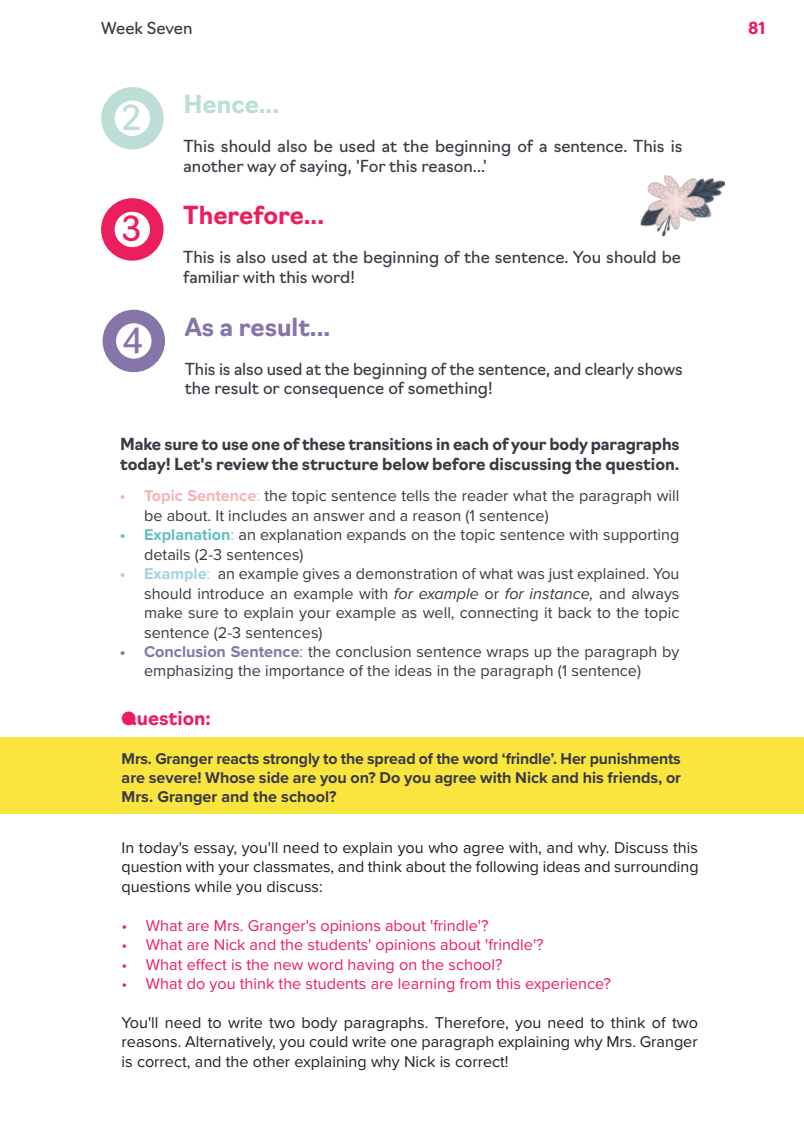 Week Seven
81
2
Hence...
This should also be used at the beginning of a sentence. This is
another way of saying, 'For this reason...'
3
Therefore...
This is also used at the beginning of the sentence. You should be
familiar with this word!
4
As a result...
This is also used at the beginning of the sentence, and clearly shows
the result or consequence of something!
Make sure to use one of these transitions in each of your body paragraphs
today! Let's review the structure below before discussing the question.
• Topic Sentence: the topic sentence tells the reader what the paragraph will
be about. It includes an answer and a reason (1 sentence)
• Explanation: an explanation expands on the topic sentence with supporting
details (2-3 sentences)
• Example: an example gives a demonstration of what was just explained. You
should introduce an example with for example or for instance, and always
make sure to explain your example as well, connecting it back to the topic
sentence (2-3 sentences)
• Conclusion Sentence: the conclusion sentence wraps up the paragraph by
emphasizing the importance of the ideas in the paragraph (1 sentence)
Question:
Mrs. Granger reacts strongly to the spread of the word ‘frindle’. Her punishments
are severe! Whose side are you on? Do you agree with Nick and his friends, or
Mrs. Granger and the school?
In today's essay, you'll need to explain you who agree with, and why. Discuss this
question with your classmates, and think about the following ideas and surrounding
questions while you discuss:
• What are Mrs. Granger's opinions about 'frindle'?
• What are Nick and the students' opinions about 'frindle'?
• What effect is the new word having on the school?
• What do you think the students are learning from this experience?
You'll need to write two body paragraphs. Therefore, you need to think of two
reasons. Alternatively, you could write one paragraph explaining why Mrs. Granger
is correct, and the other explaining why Nick is correct!